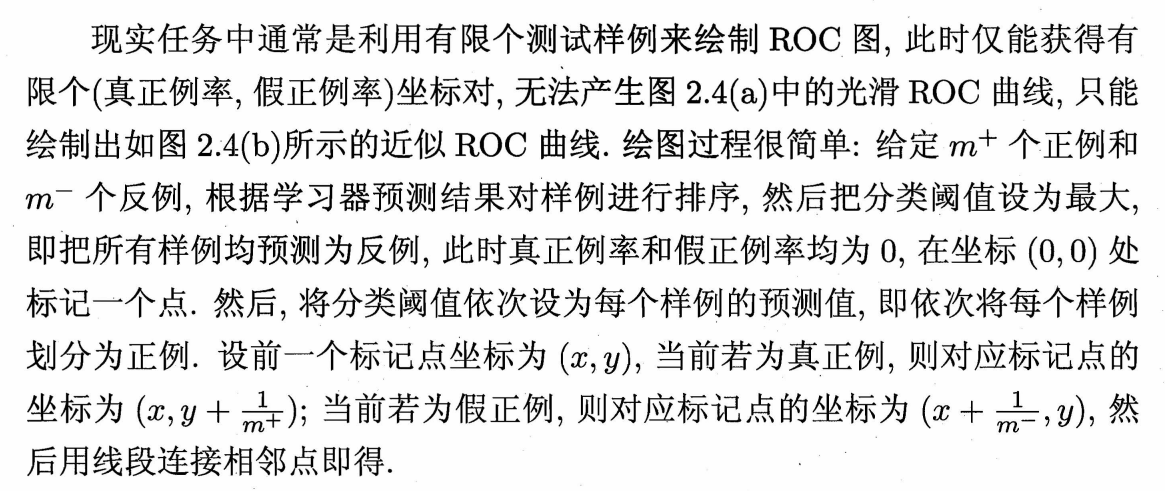 现实任务中通常是利用有限个测试样例来绘制 ROC 图, 此时仅能获得有
限个(真正例率, 假正例率)坐标对, 无法产生图 2.4(a)中的光滑 ROC 曲线, 只能
绘制出如图 2.4(b)所示的近似 ROC 曲线. 绘图过程很简单: 给定 m⁺ 个正例和
m⁻ 个反例, 根据学习器预测结果对样例进行排序, 然后把分类阈值设为最大,
即把所有样例均预测为反例, 此时真正例率和假正例率均为 0, 在坐标 (0,0) 处
标记一个点. 然后, 将分类阈值依次设为每个样例的预测值, 即依次将每个样例
划分为正例. 设前一个标记点坐标为 (x,y), 当前若为真正例, 则对应标记点的
坐标为 (x, y + 1/m⁺); 当前若为假正例, 则对应标记点的坐标为 (x + 1/m⁻, y), 然
后用线段连接相邻点即得.